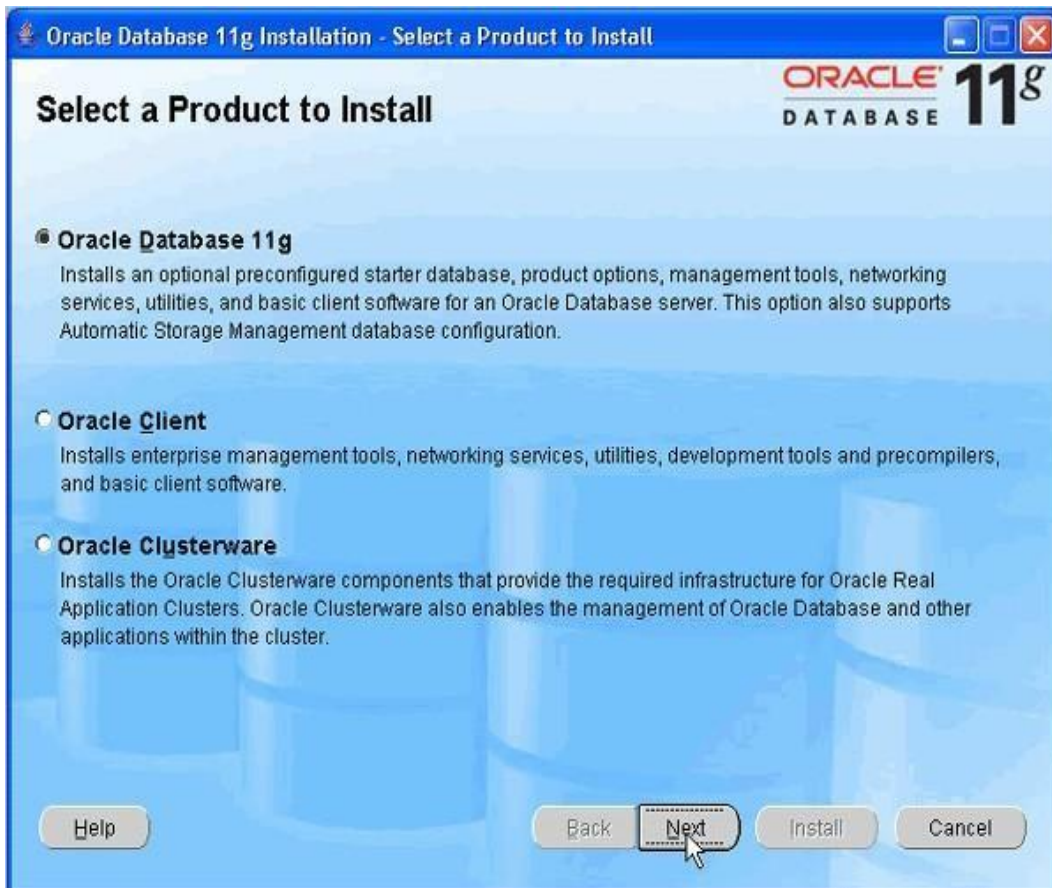 Oracle Database 11g Installation - Select a Product to Install
Select a Product to Install
ORACLE 11g
DATABASE
Oracle Database 11g
Installs an optional preconfigured starter database, product options, management tools, networking
services, utilities, and basic client software for an Oracle Database server. This option also supports
Automatic Storage Management database configuration.
Oracle Client
Installs enterprise management tools, networking services, utilities, development tools and precompilers,
and basic client software.
Oracle Clusterware
Installs the Oracle Clusterware components that provide the required infrastructure for Oracle Real
Application Clusters. Oracle Clusterware also enables the management of Oracle Database and other
applications within the cluster.
Help Back Next Install Cancel